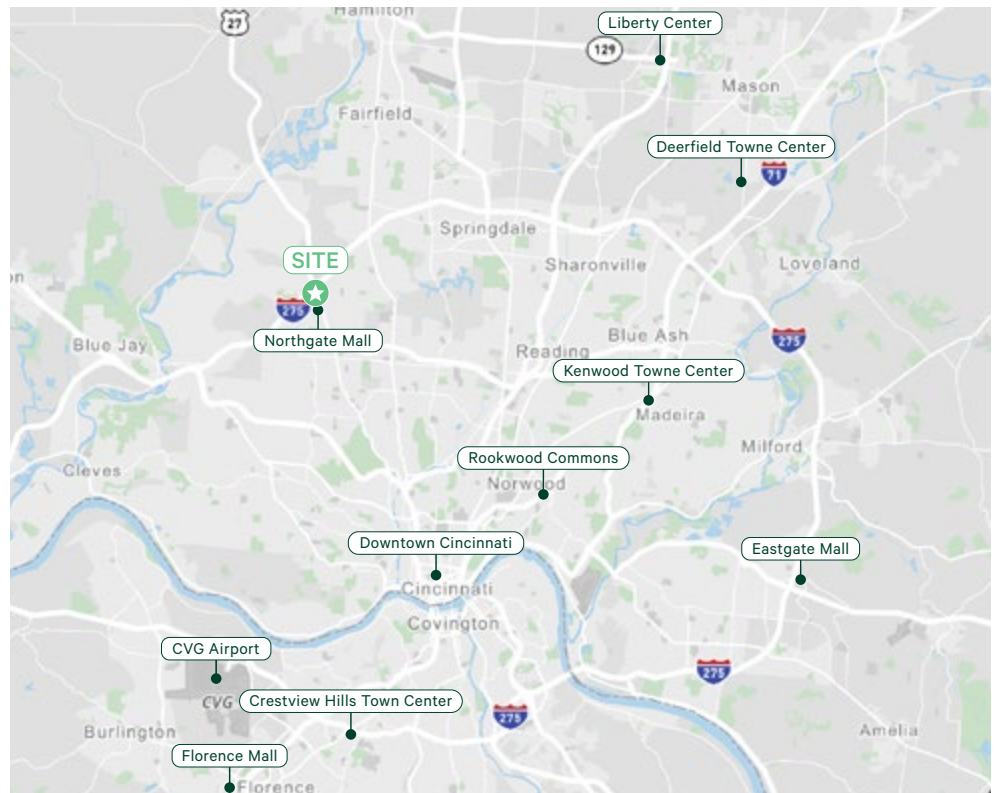 Hamilton
27
Liberty Center
129
Mason
Fairfield
Deerfield Towne Center
71
Springdale
SITE
Sharonville
Loveland
on
275
Northgate Mall
Blue Jay
Blue Ash
275
Reading
Kenwood Towne Center
Madeira
Milford
Rookwood Commons
Cleves
Norwood
Downtown Cincinnati
Eastgate Mall
Cincinnati
Covington
CVG Airport
275
CVG
Crestview Hills Town Center
275
Burlington
Amelia
Florence Mall
Florence